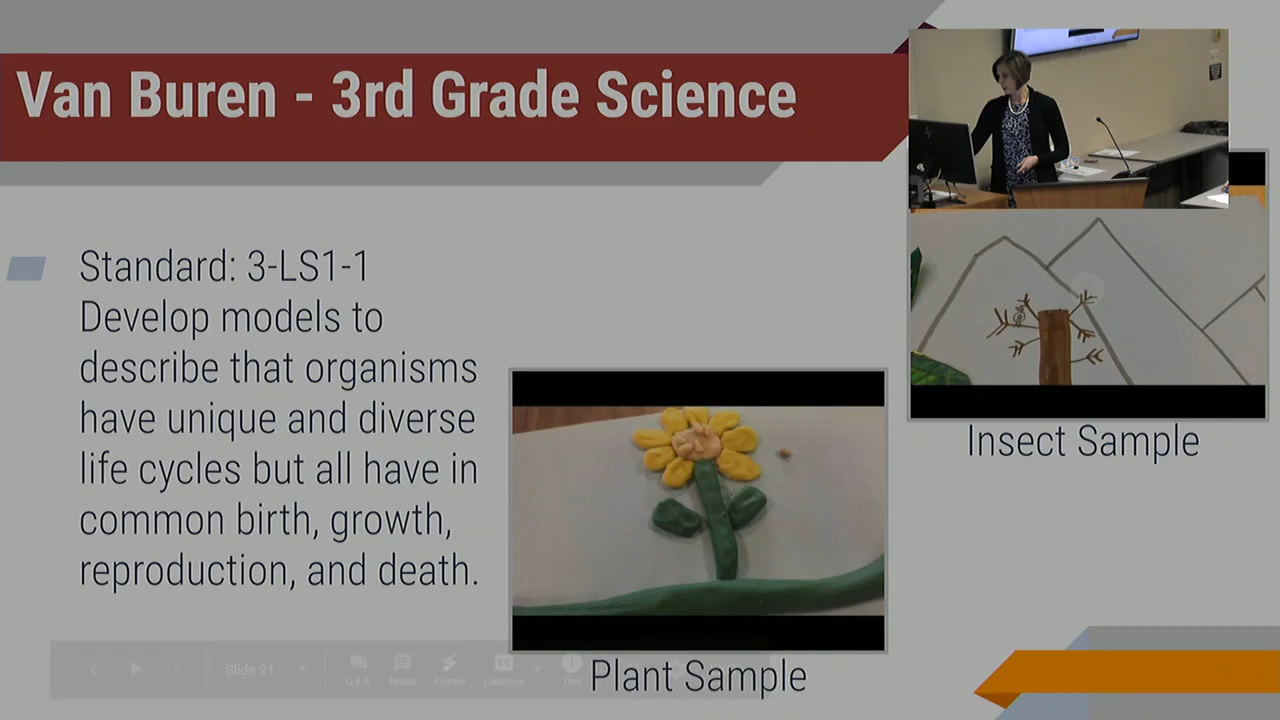 Van Buren - 3rd Grade Science
Standard: 3-LS1-1
Develop models to
describe that organisms
have unique and diverse
life cycles but all have in
common birth, growth,
reproduction, and death.
Insect Sample
Plant Sample
Slide 21
Q & A
Notes
Pointer
Captions
Tips